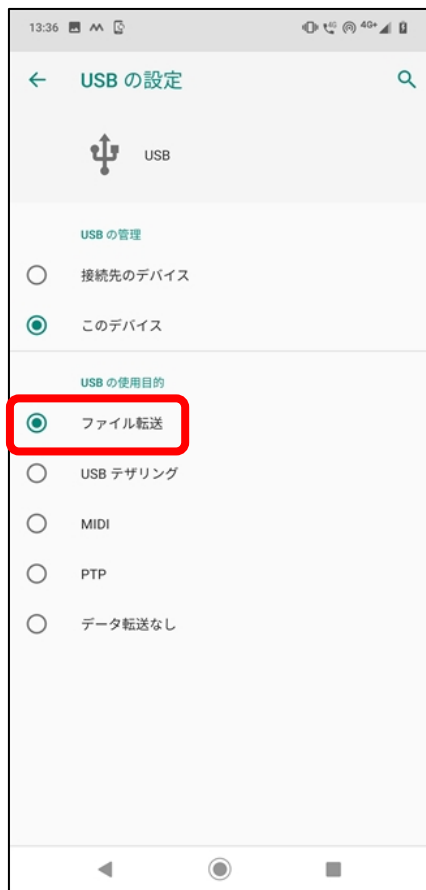 13:36 4G 4G+
USB の設定
USB
USB の管理
接続先のデバイス
このデバイス
USB の使用目的
ファイル転送
USB テザリング
MIDI
PTP
データ転送なし